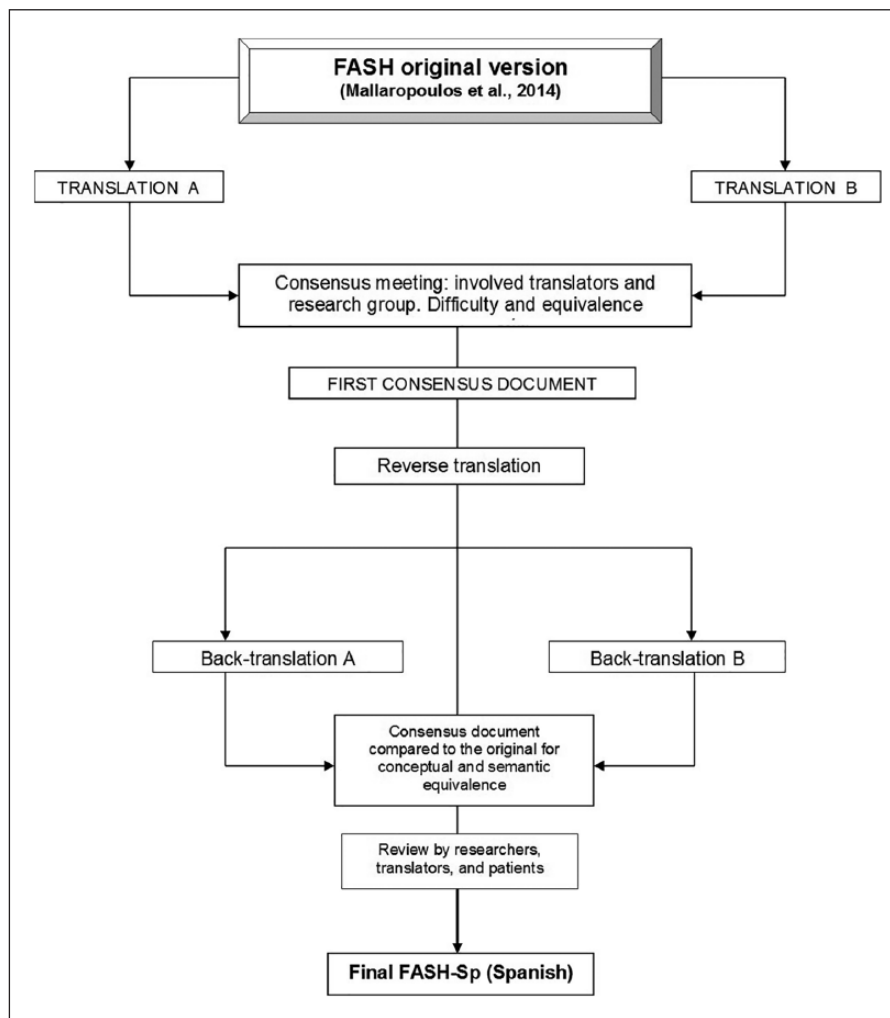 FASH original version
(Mallaropoulos et al., 2014)
TRANSLATION A
TRANSLATION B
Consensus meeting: involved translators and
research group. Difficulty and equivalence
FIRST CONSENSUS DOCUMENT
Reverse translation
Back-translation A
Back-translation B
Consensus document
compared to the original for
conceptual and semantic
equivalence
Review by researchers,
translators, and patients
Final FASH-Sp (Spanish)